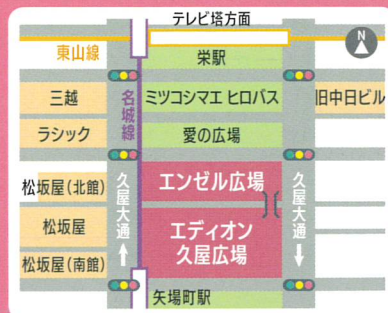 テレビ塔方面
東山線
栄駅
N
三越
名城線
ミツコシマエ ヒロバス
旧中日ビル
ラシック
愛の広場
松坂屋(北館)
久屋大通
エンゼル広場
久屋大通
松坂屋
エディオン
久屋広場
松坂屋(南館)
矢場町駅